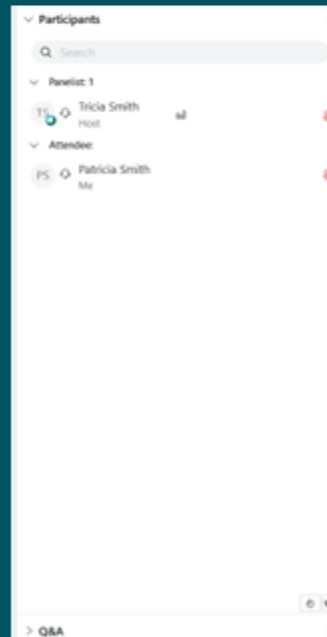 Participants
Search
Panelist: 1
TS
Tricia Smith
Host
Attendee:
PS
Patricia Smith
Me
Q&A